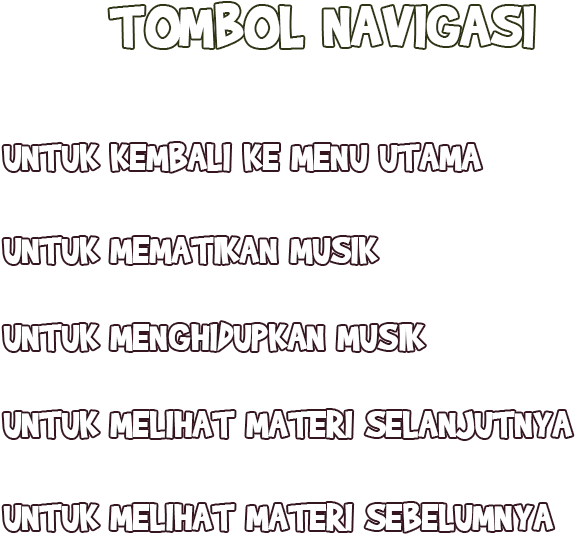 TOMBOL NAVIGASI
UNTUK KEMBALI KE MENU UTAMA
UNTUK MEMATIKAN MUSIK
UNTUK MENGHIDUPKAN MUSIK
UNTUK MELIHAT MATERI SELANJUTNYA
UNTUK MELIHAT MATERI SEBELUMNYA